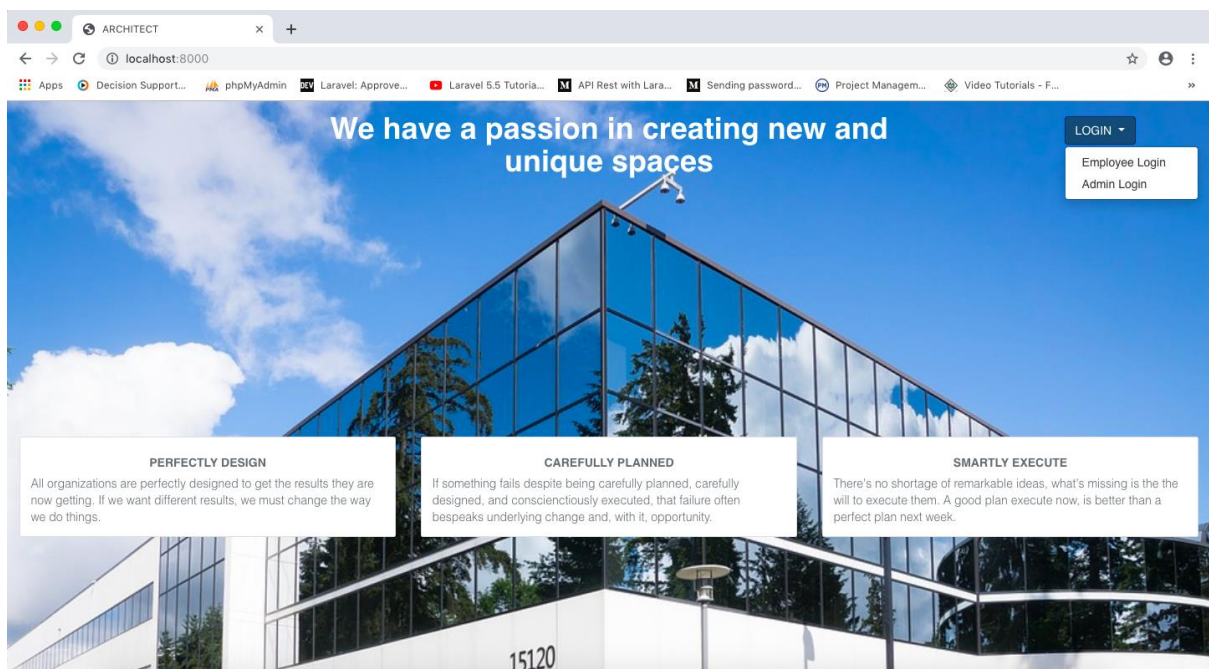 ARCHITECT
localhost:8000
Apps Decision Support... phpMyAdmin DEV Laravel: Approve... Laravel 5.5 Tutoria... M API Rest with Lara... M Sending password... PM Project Managem... Video Tutorials - F... »
We have a passion in creating new and
unique spaces
LOGIN
Employee Login
Admin Login
PERFECTLY DESIGN
All organizations are perfectly designed to get the results they are
now getting. If we want different results, we must change the way
we do things.
CAREFULLY PLANNED
If something fails despite being carefully planned, carefully
designed, and conscienctiously executed, that failure often
bespeaks underlying change and, with it, opportunity.
SMARTLY EXECUTE
There's no shortage of remarkable ideas, what's missing is the the
will to execute them. A good plan execute now, is better than a
perfect plan next week.
15120